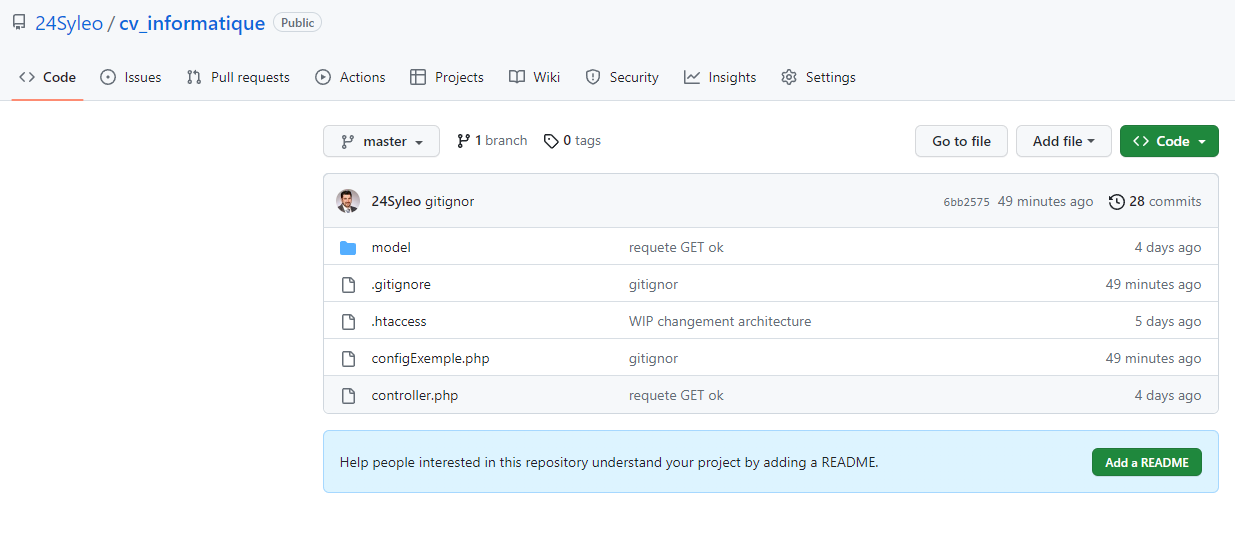 24Syleo / cv_informatique Public
Code Issues Pull requests Actions Projects Wiki Security Insights Settings
master 1 branch 0 tags Go to file Add file Code
24Syleo gitignor 6bb2575 49 minutes ago 28 commits
model requete GET ok 4 days ago
.gitignore gitignor 49 minutes ago
.htaccess WIP changement architecture 5 days ago
configExemple.php gitignor 49 minutes ago
controller.php requete GET ok 4 days ago
Help people interested in this repository understand your project by adding a README. Add a README